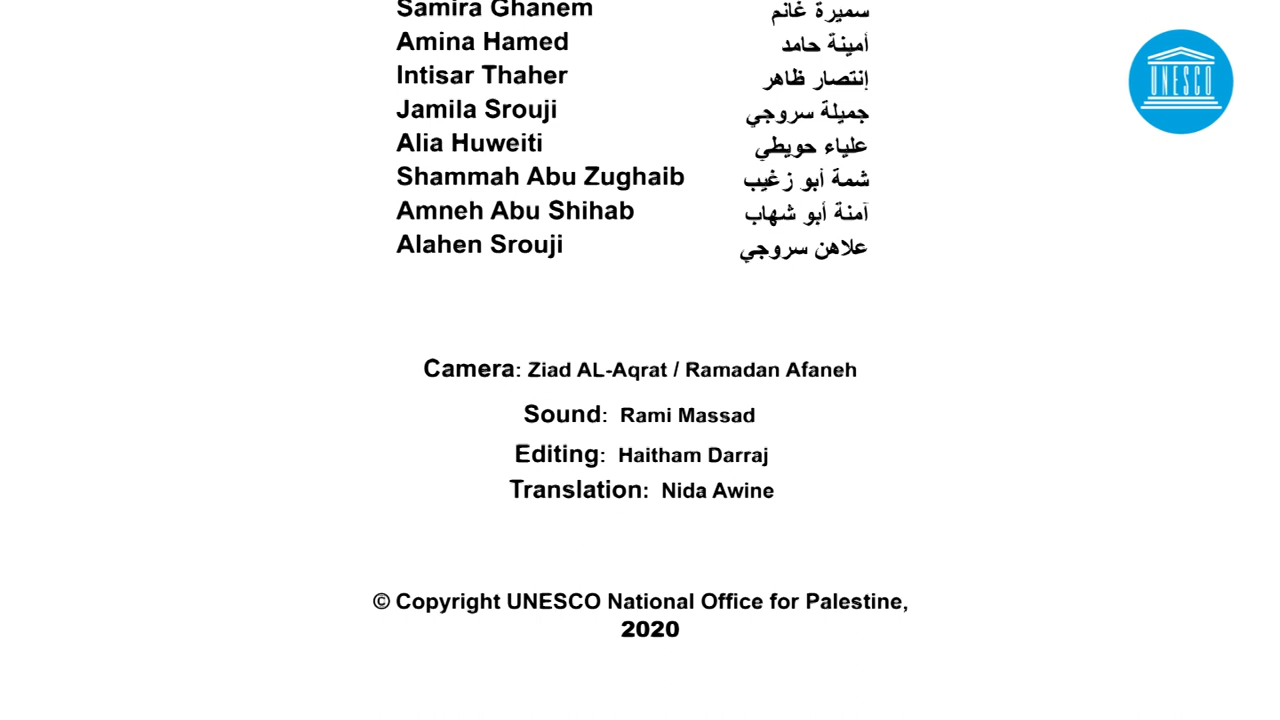 Samira Ghanem سميرة غانم
Amina Hamed أمينة حامد
Intisar Thaher إنتصار ظاهر
Jamila Srouji جميلة سروجي
Alia Huweiti علياء حويطي
Shammah Abu Zughaib شمة أبو زغيب
Amneh Abu Shihab آمنة أبو شهاب
Alahen Srouji علاهن سروجي
Camera: Ziad AL-Aqrat / Ramadan Afaneh
Sound: Rami Massad
Editing: Haitham Darraj
Translation: Nida Awine
© Copyright UNESCO National Office for Palestine,
2020
UNESCO